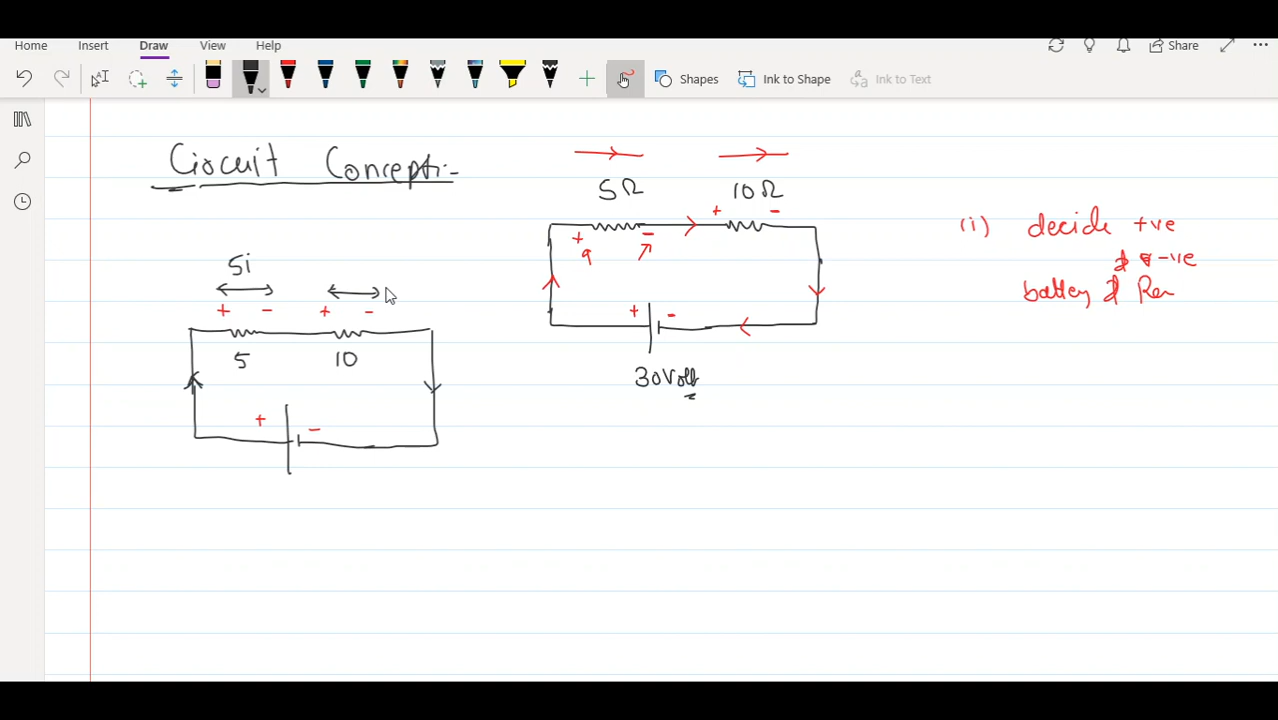 Home Insert Draw View Help
Share
Shapes Ink to Shape Ink to Text
Circuit Concept:-
5Ω 10Ω
+ -
+ -
(i) decide +ve
& -ve
battery & Res
5i
+ - + -
5 10
+ -
30Volt
+ -